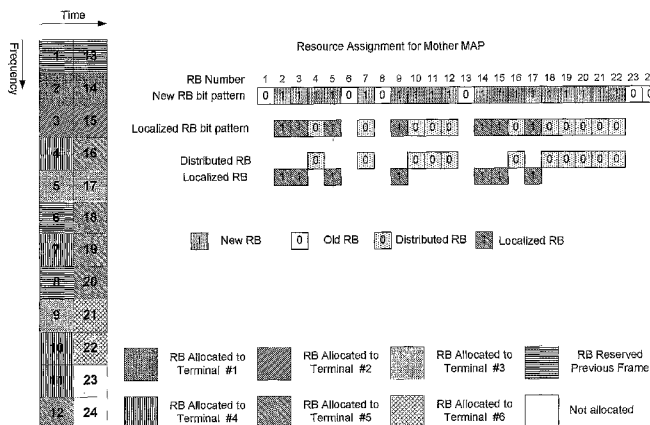 Time
Frequency
Resource Assignment for Mother MAP
RB Number 1 2 3 4 5 6 7 8 9 10 11 12 13 14 15 16 17 18 19 20 21 22 23 2
New RB bit pattern 0 1 1 1 1 0 1 0 1 1 1 1 0 1 1 1 1 1 1 1 1 1 0 0
Localized RB bit pattern 1 1 0 1 0 1 0 0 0 1 1 0 1 0 0 0 0 0
Distributed RB 0 0 0 0 0 0 0 0 0 0 0
Localized RB 1 1 1 1 1 1 1
1 New RB 0 Old RB 0 Distributed RB 1 Localized RB
1 13
2 14
3 15
4 16
5 17
6 18
7 19
8 20
9 21
10 22
11 23
12 24
RB Allocated to Terminal #1
RB Allocated to Terminal #2
RB Allocated to Terminal #3
RB Reserved Previous Frame
RB Allocated to Terminal #4
RB Allocated to Terminal #5
RB Allocated to Terminal #6
Not allocated